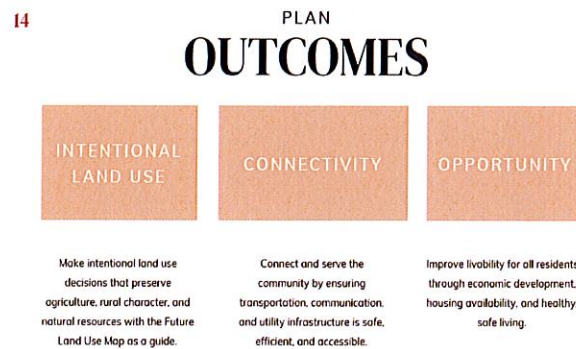 14
PLAN
OUTCOMES
INTENTIONAL
LAND USE
CONNECTIVITY
OPPORTUNITY
Make intentional land use
decisions that preserve
agriculture, rural character, and
natural resources with the Future
Land Use Map as a guide.
Connect and serve the
community by ensuring
transportation, communication,
and utility infrastructure is safe,
efficient, and accessible.
Improve livability for all residents
through economic development,
housing availability, and healthy,
safe living.